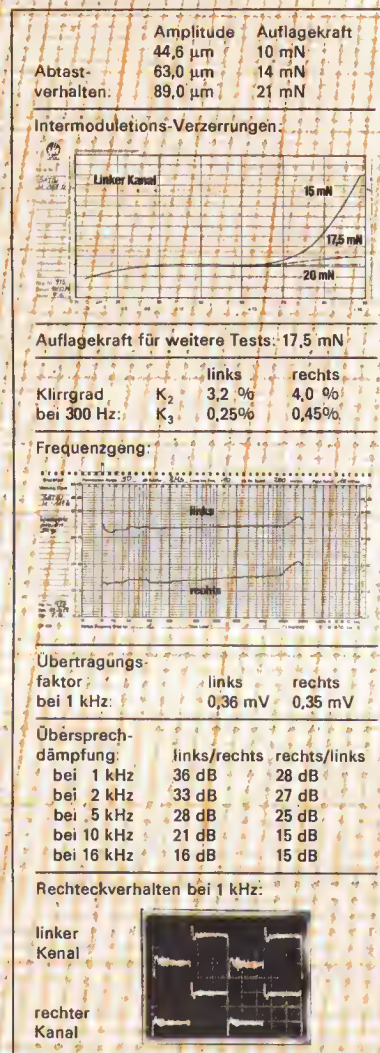 Amplitude Auflagekraft
44,6 µm 10 mN
Abtast- 63,0 µm 14 mN
verhalten: 89,0 µm 21 mN
Intermoduletions-Verzerrungen:
Linker Kanal
15 mN
17,5 mN
20 mN
Auflagekraft für weitere Tests: 17,5 mN
links rechts
Klirrgrad K2 3,2 % 4,0 %
bei 300 Hz: K3 0,25% 0,45%
Frequenzgeng:
links
rechts
Übertragungs-
faktor links rechts
bei 1 kHz: 0,36 mV 0,35 mV
Übersprech-
dämpfung: links/rechts rechts/links
bei 1 kHz 36 dB 28 dB
bei 2 kHz 33 dB 27 dB
bei 5 kHz 28 dB 25 dB
bei 10 kHz 21 dB 15 dB
bei 16 kHz 16 dB 15 dB
Rechteckverhalten bei 1 kHz:
linker
Kenal
rechter
Kanal